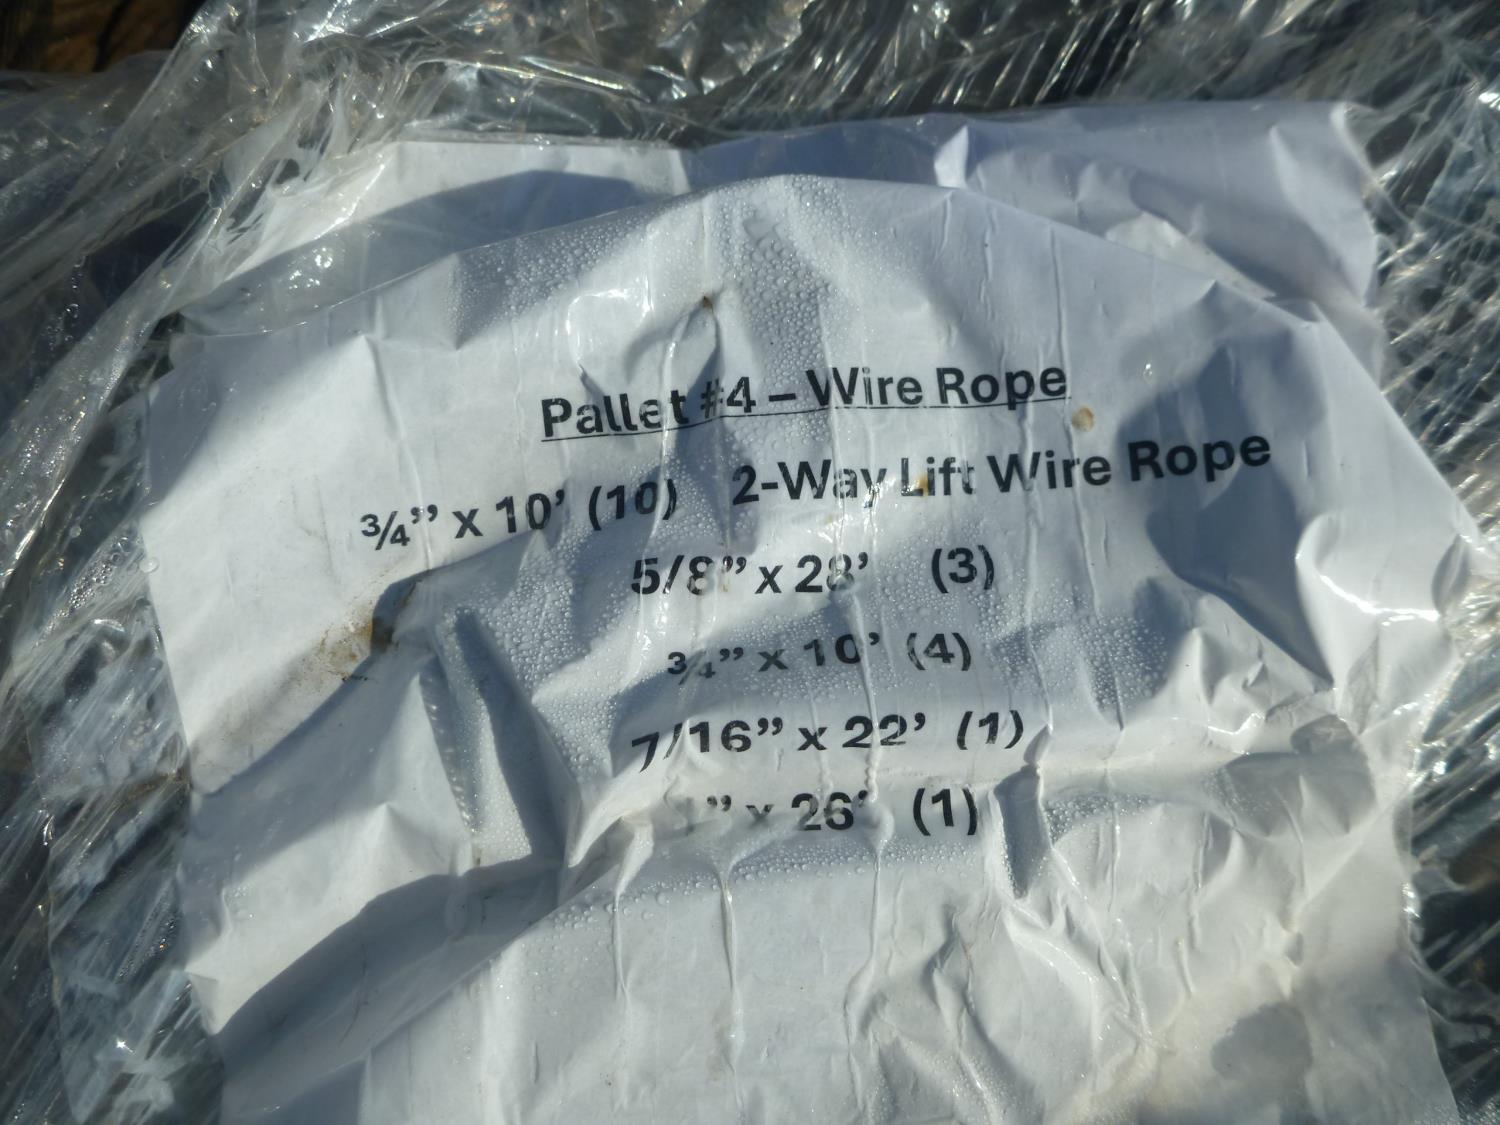 Pallet #4 – Wire Rope
¾” x 10’ (10) 2-Way Lift Wire Rope
5/8” x 28’ (3)
¾” x 10’ (4)
7/16” x 22’ (1)
x 26’ (1)